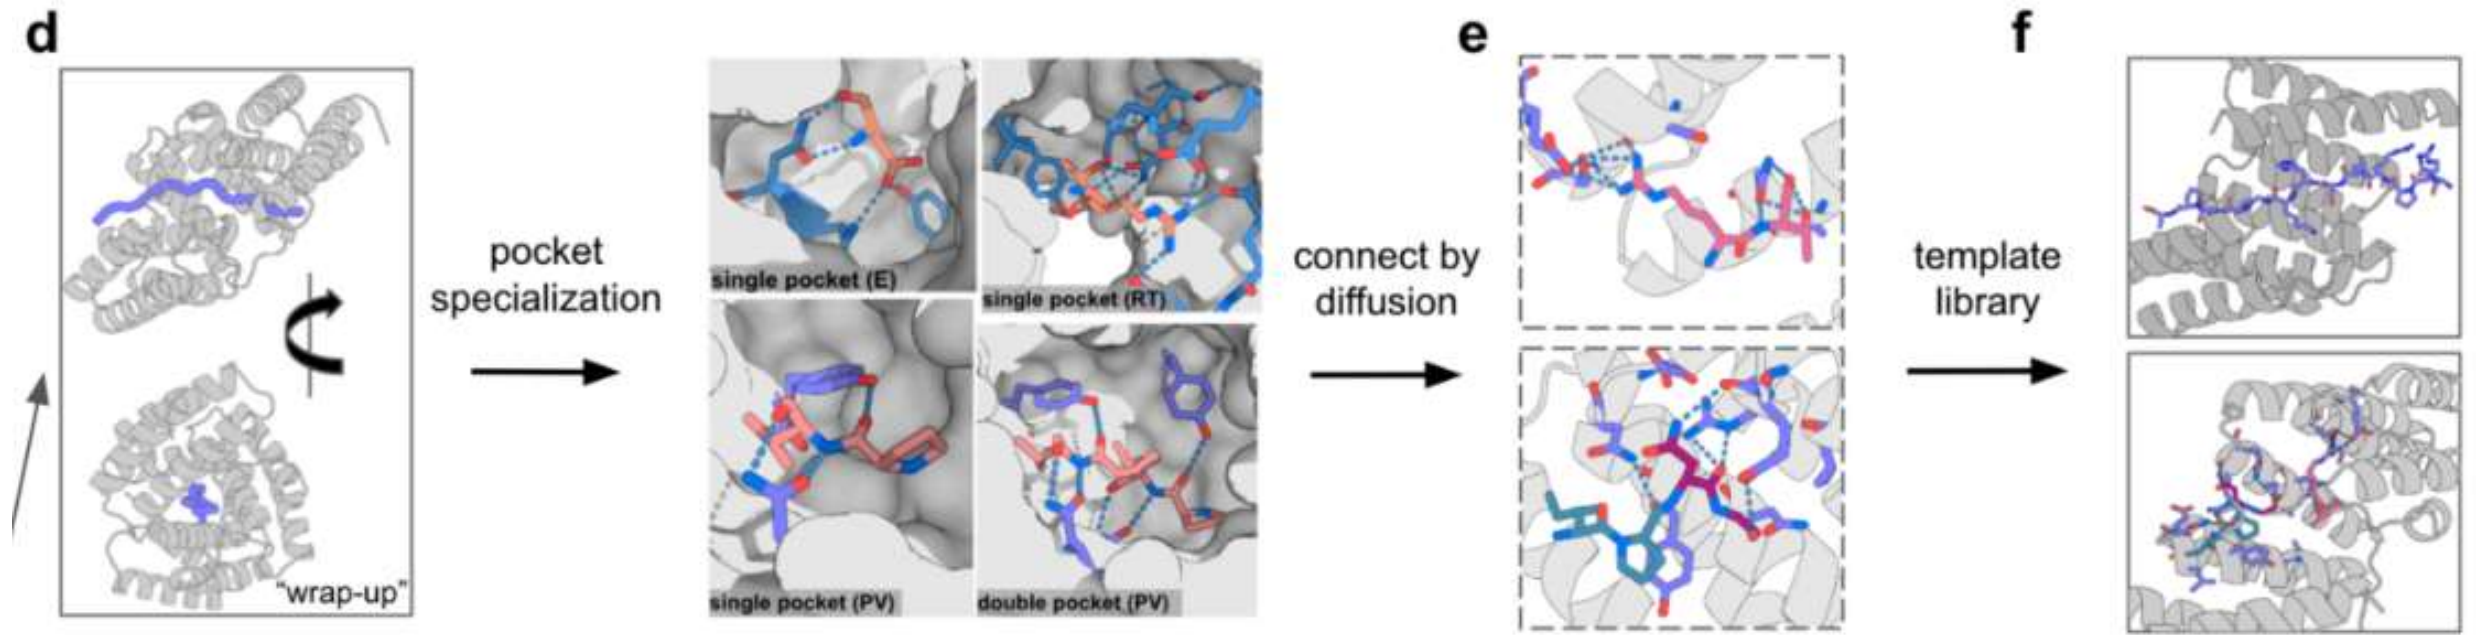 d
"wrap-up"
pocket
specialization
single pocket (E)
single pocket (RT)
single pocket (PV)
double pocket (PV)
connect by
diffusion
e
template
library
f